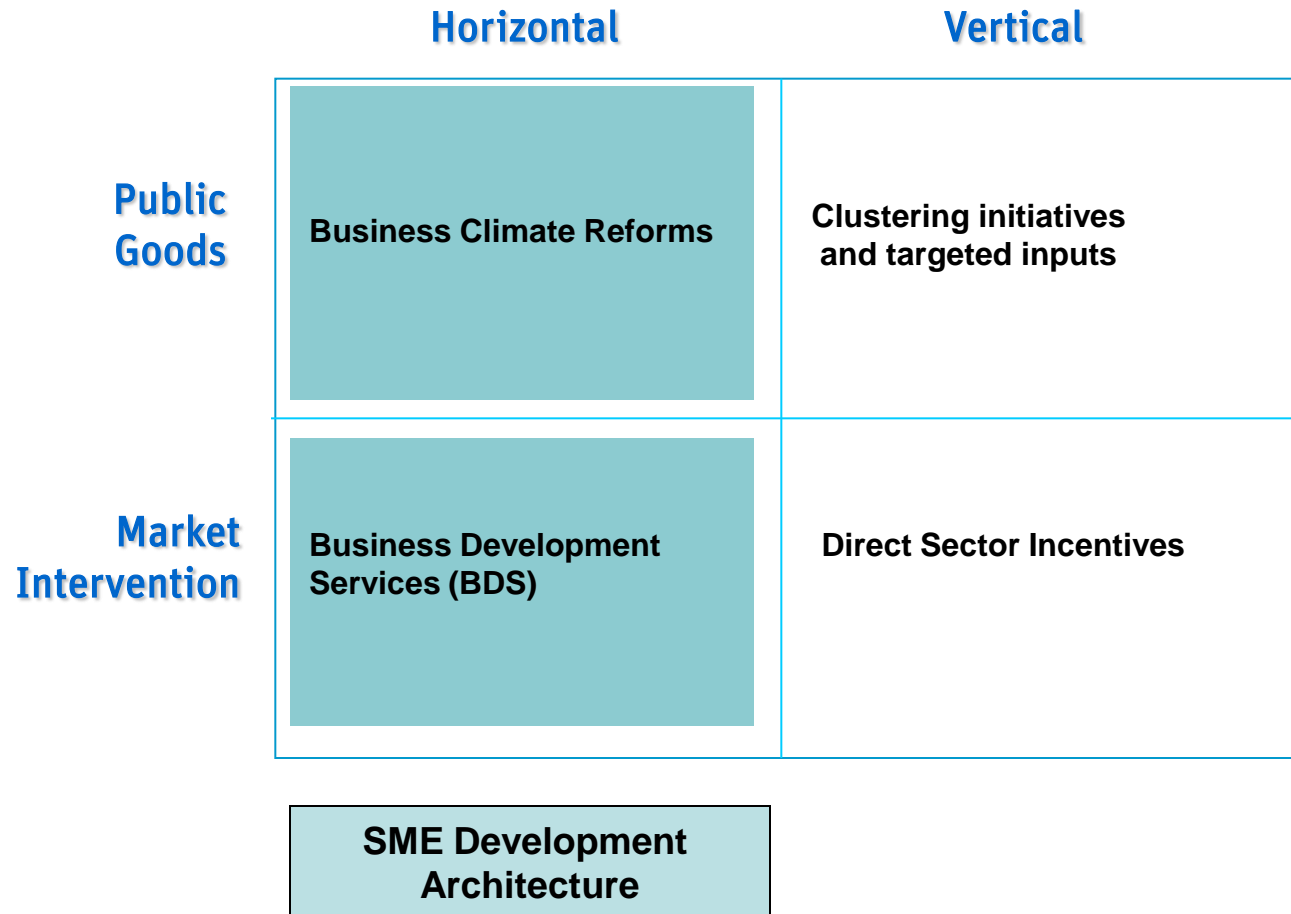 Horizontal Vertical
Public
Goods
Business Climate Reforms
Clustering initiatives
and targeted inputs
Market
Intervention
Business Development
Services (BDS)
Direct Sector Incentives
SME Development
Architecture